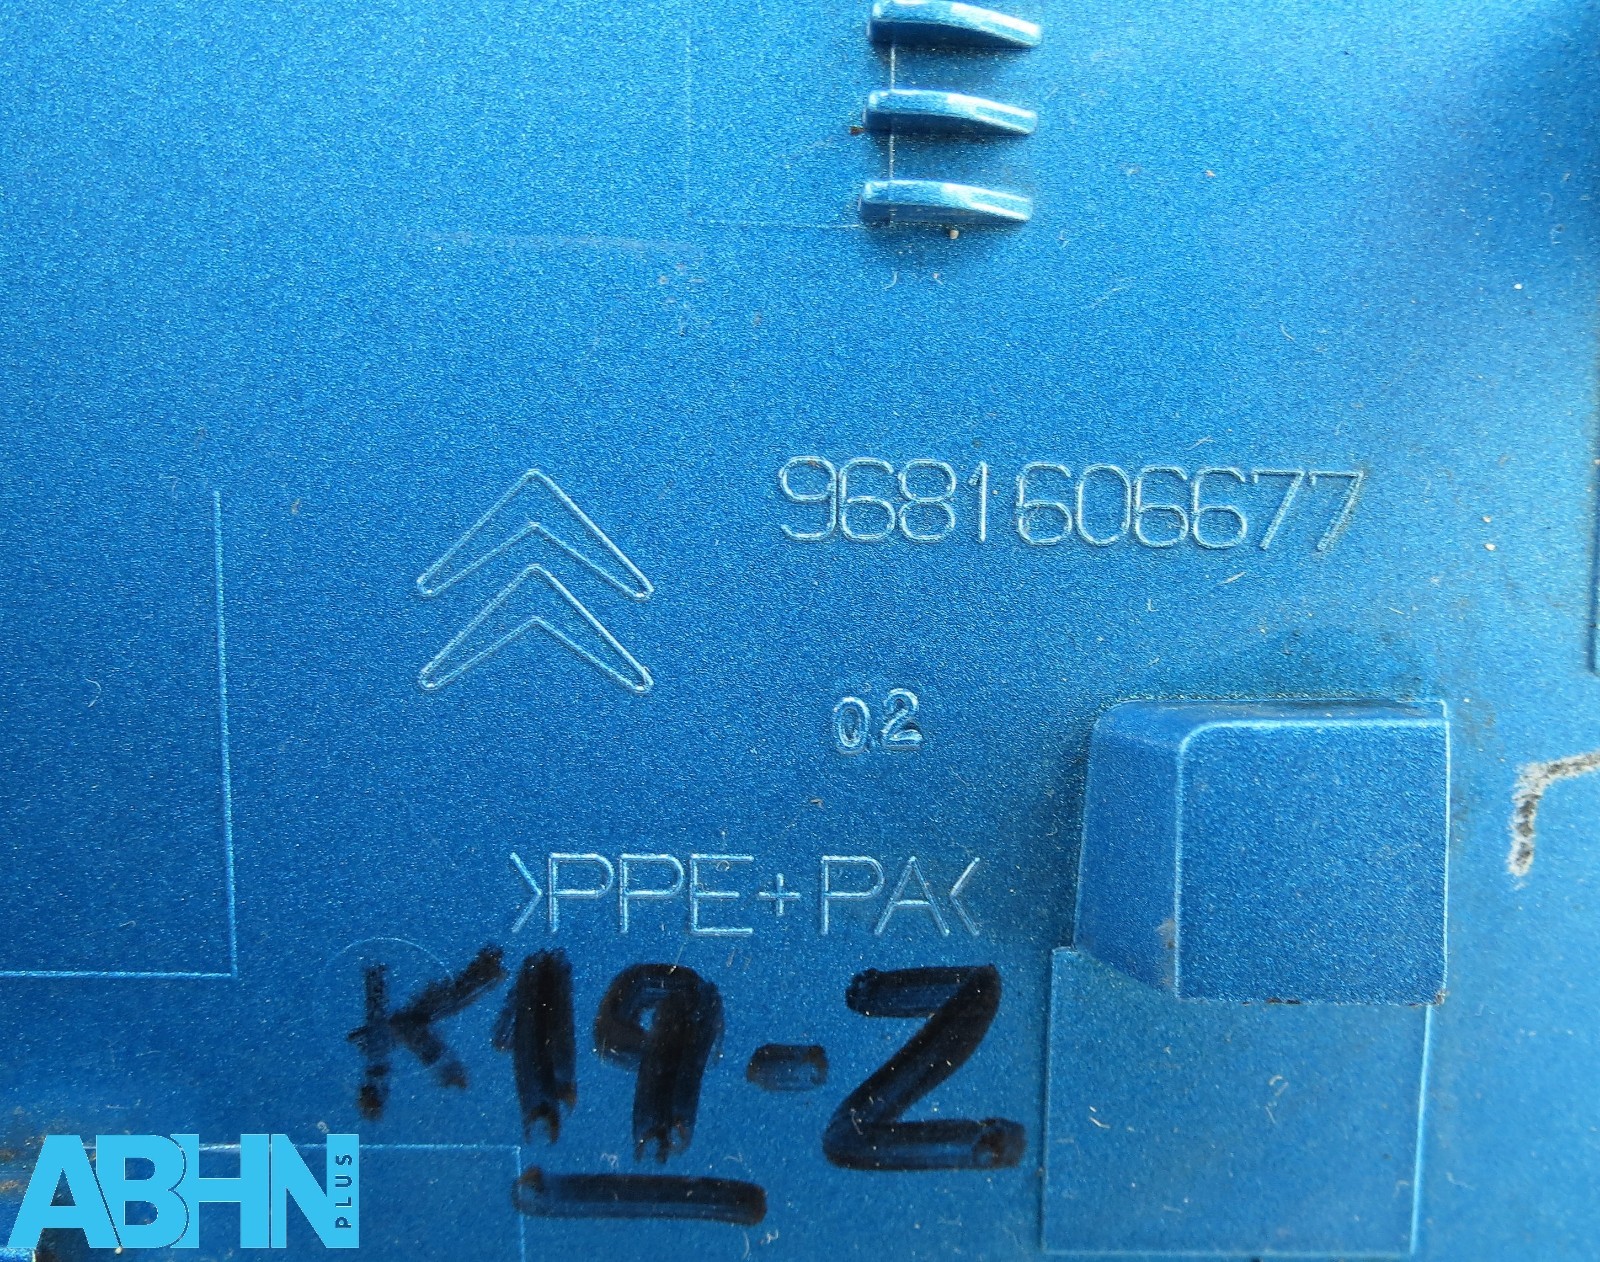 9681606677
02
>PPE+PA<
K19-Z
ABHN PLUS